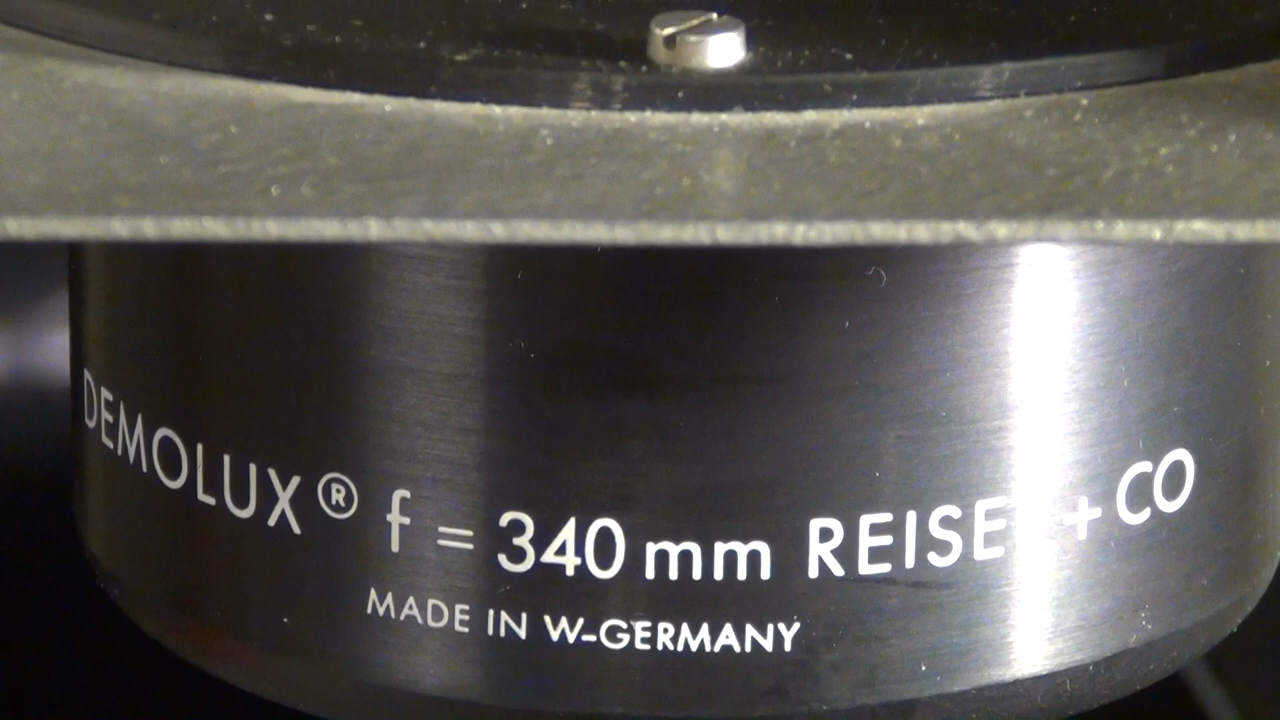 DEMOLUX® f = 340 mm REISE + CO
MADE IN W-GERMANY